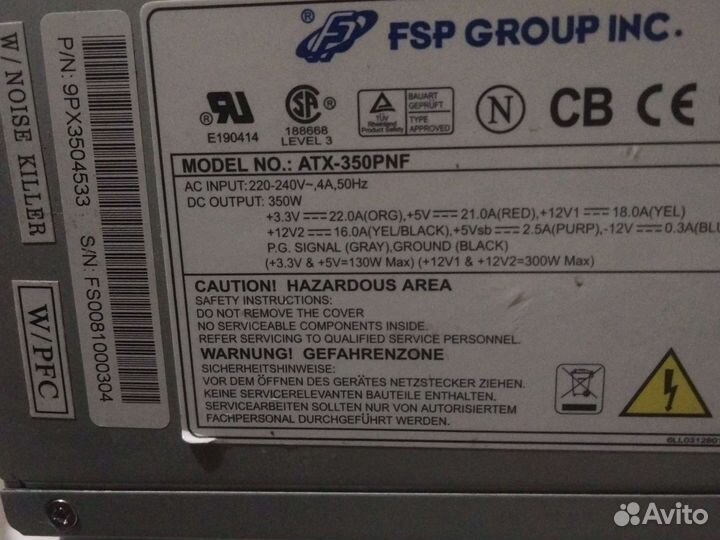 W/NOISE KILLER
W/PFC
P/N: 9PX3504533
S/N: FS0081000304
® FSP GROUP INC.
E190414
188668
LEVEL 3
TÜV
Rheinland
Product Safety
BAUART
GEPRÜFT
TYPE
APPROVED
N
CB CE
MODEL NO.: ATX-350PNF
AC INPUT:220-240V~,4A,50Hz
DC OUTPUT: 350W
+3.3V 22.0A(ORG),+5V 21.0A(RED),+12V1 18.0A(YEL)
+12V2 16.0A(YEL/BLACK),+5Vsb 2.5A(PURP),-12V 0.3A(BLU
P.G. SIGNAL (GRAY),GROUND (BLACK)
(+3.3V & +5V=130W Max) (+12V1 & +12V2=300W Max)
CAUTION! HAZARDOUS AREA
SAFETY INSTRUCTIONS:
DO NOT REMOVE THE COVER
NO SERVICEABLE COMPONENTS INSIDE.
REFER SERVICING TO QUALIFIED SERVICE PERSONNEL.
WARNUNG! GEFAHRENZONE
SICHERHEITSHINWEISE:
VOR DEM ÖFFNEN DES GERÄTES NETZSTECKER ZIEHEN.
KEINE SERVICERELEVANTEN BAUTEILE ENTHALTEN.
SERVICEARBEITEN SOLLTEN NUR VON AUTORISIERTEM
FACHPERSONAL DURCHGEFÜHRT WERDEN.
Avito